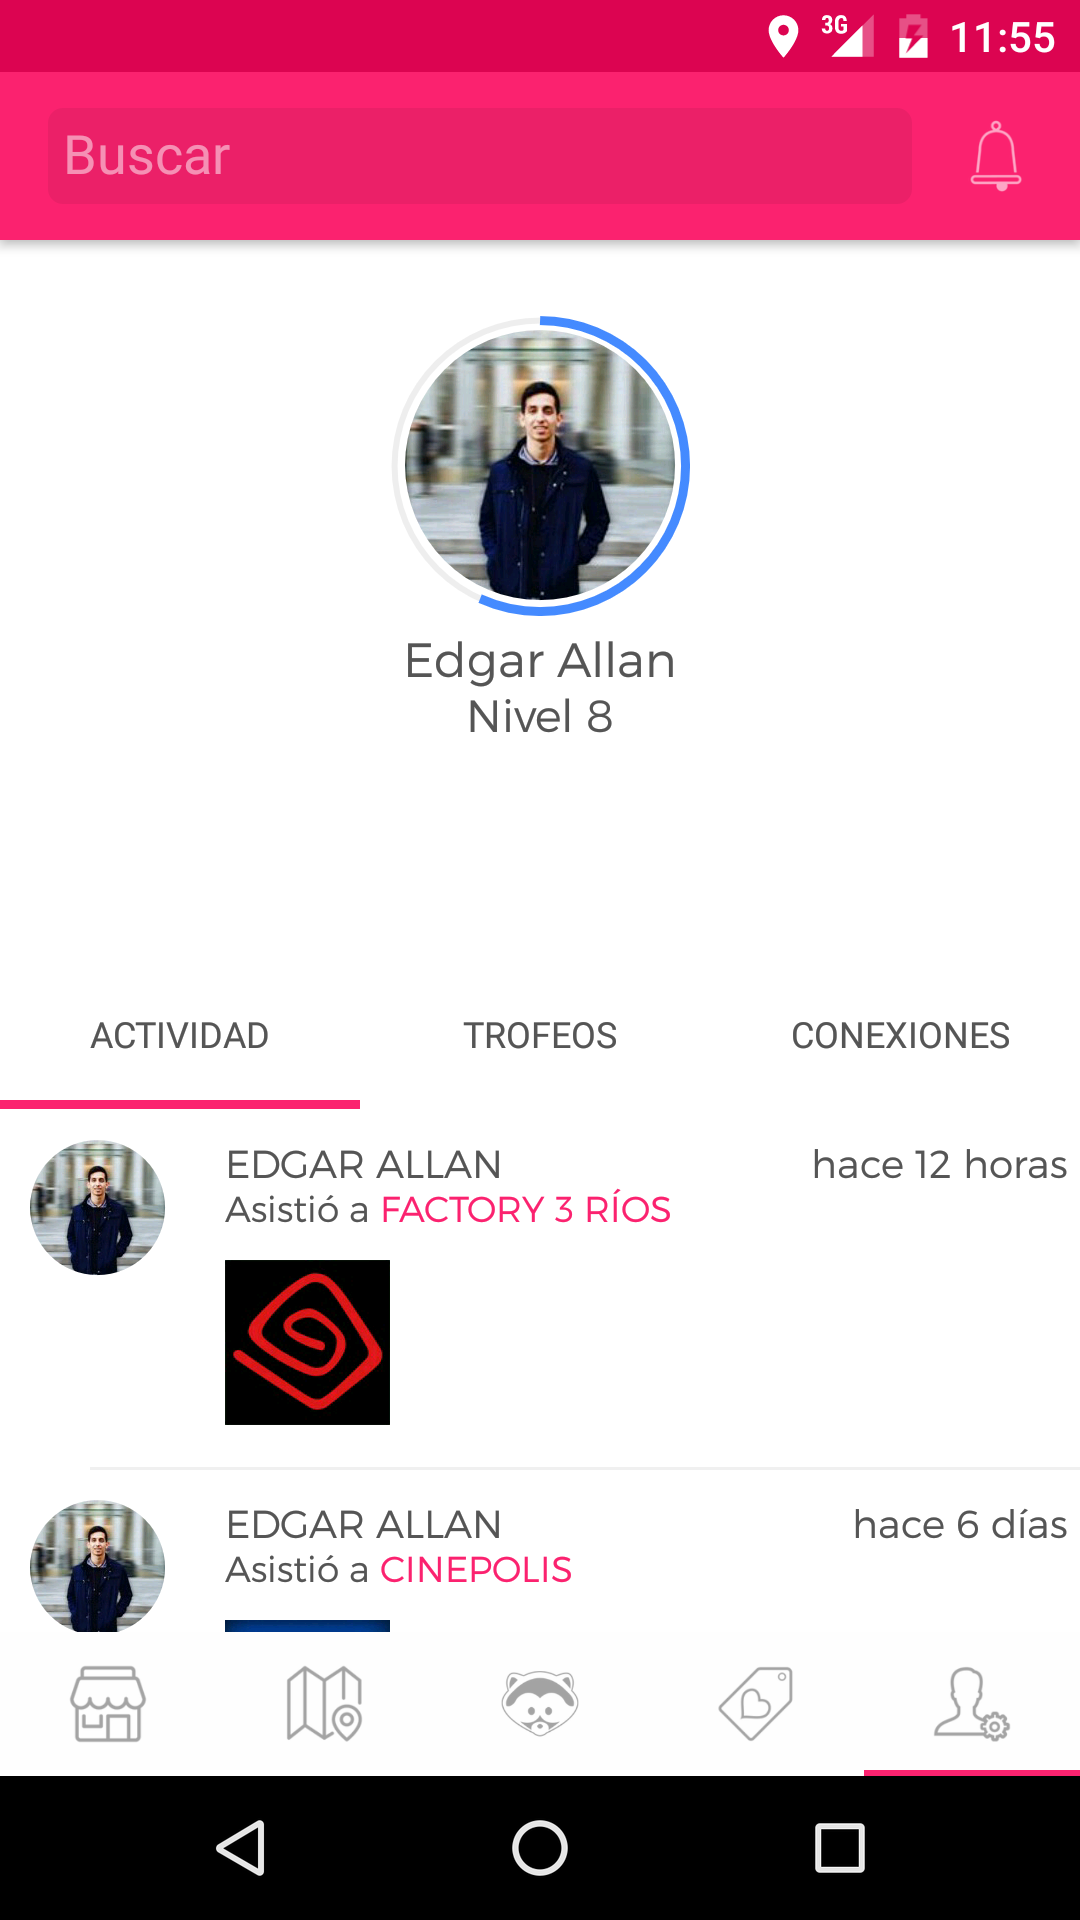 3G 11:55
Buscar
Edgar Allan
Nivel 8
ACTIVIDAD TROFEOS CONEXIONES
EDGAR ALLAN hace 12 horas
Asistió a FACTORY 3 RÍOS
EDGAR ALLAN hace 6 días
Asistió a CINEPOLIS